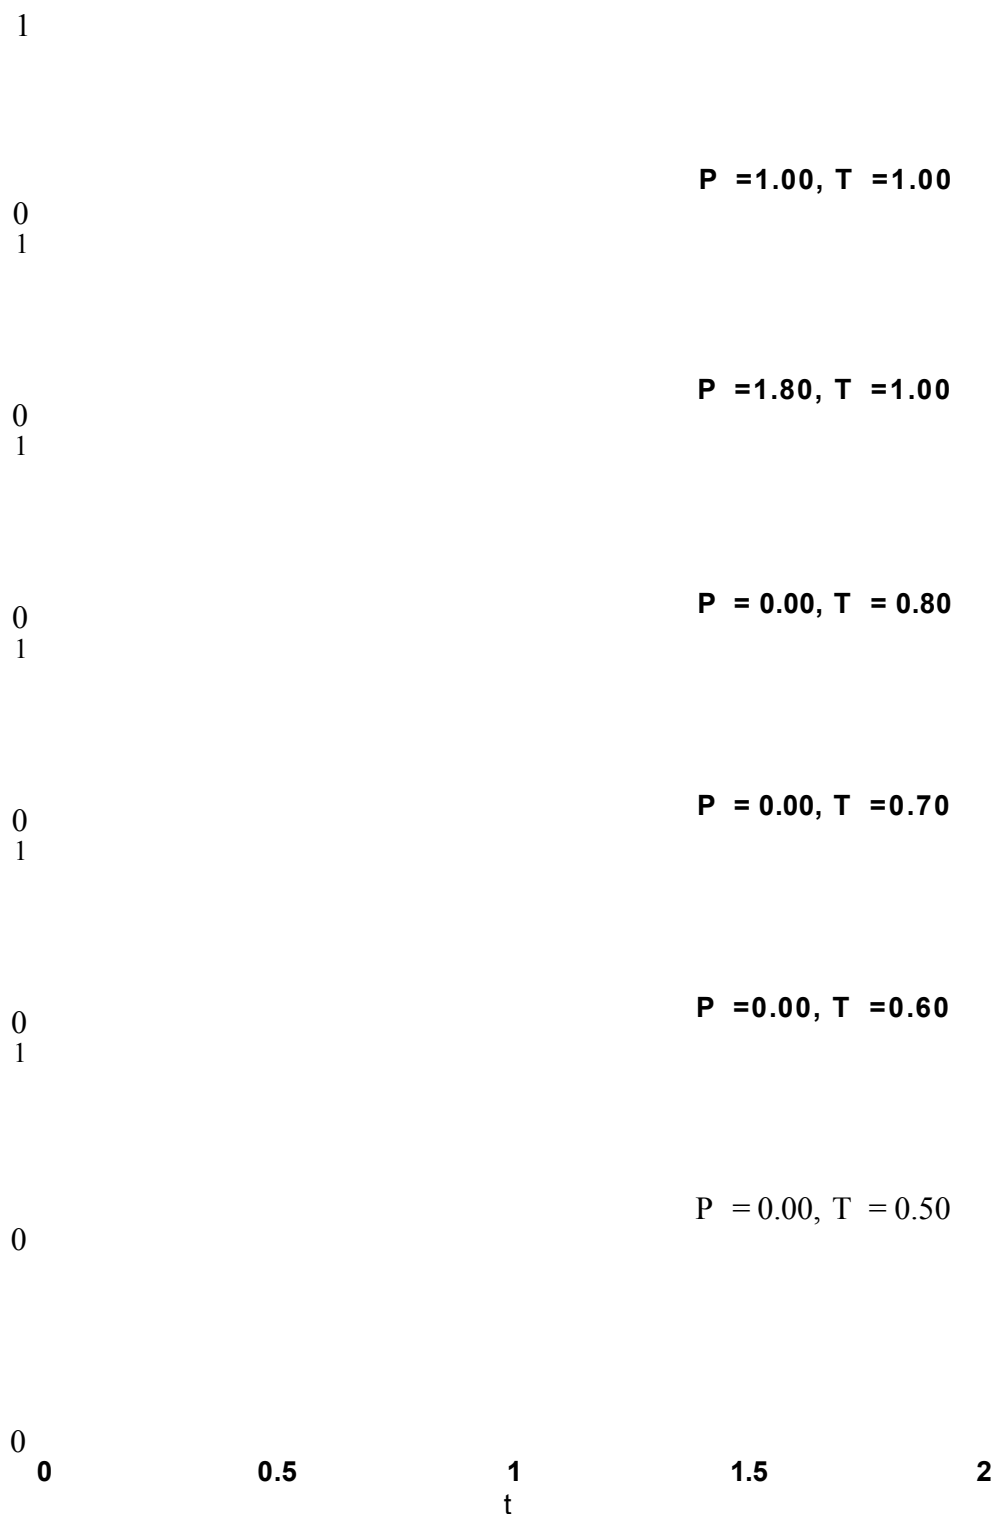 1
P =1.00, T =1.00
0
1
P =1.80, T =1.00
0
1
P = 0.00, T = 0.80
0
1
P = 0.00, T =0.70
0
1
P =0.00, T =0.60
0
1
P = 0.00, T = 0.50
0
0
0 0.5 1 1.5 2
t